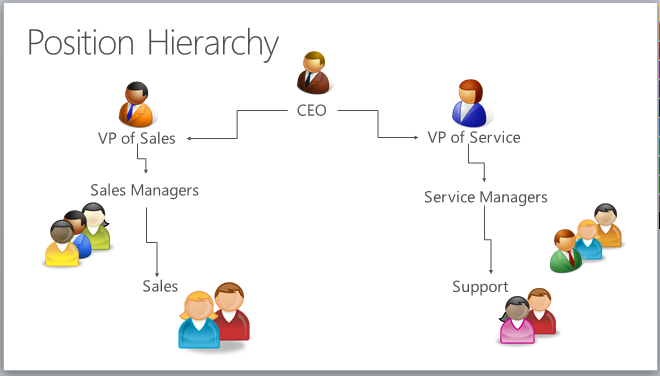 Position Hierarchy
CEO
VP of Sales
VP of Service
Sales Managers
Service Managers
Sales
Support